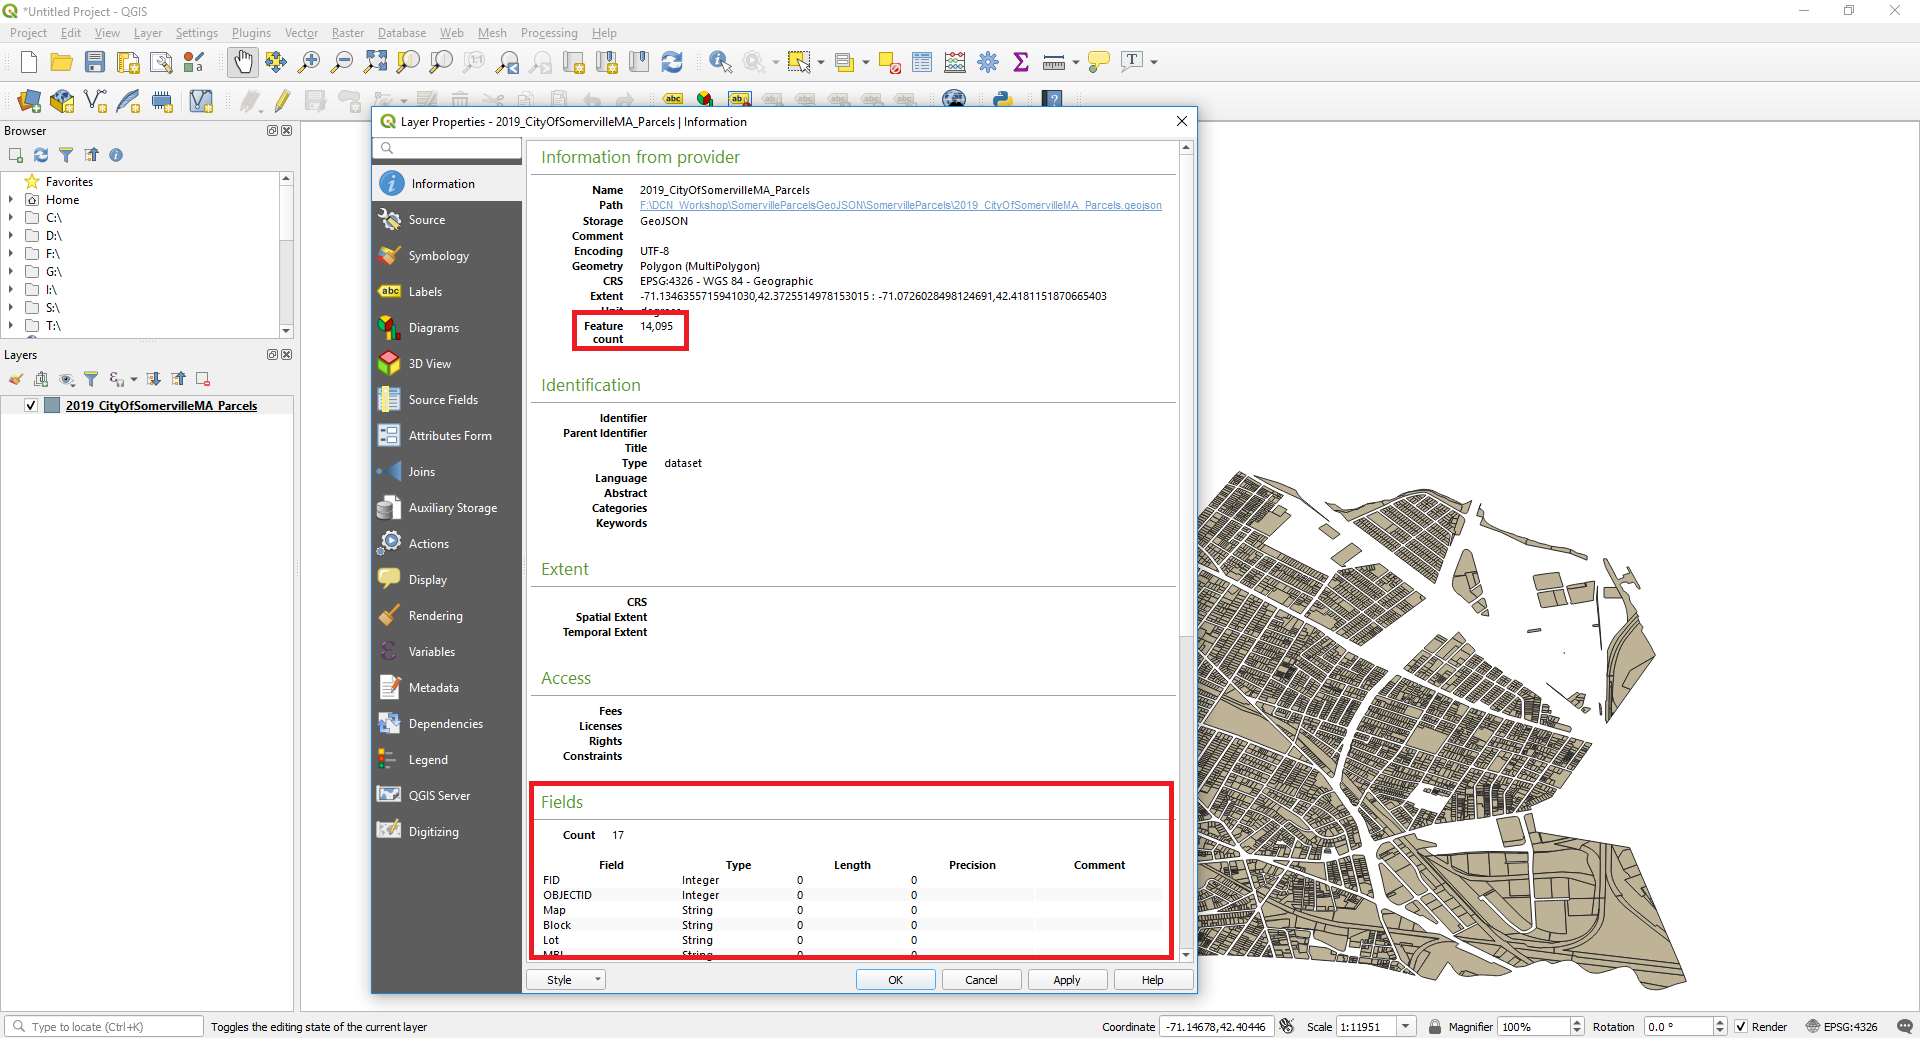 *Untitled Project - QGIS
Project Edit View Layer Settings Plugins Vector Raster Database Web Mesh Processing Help
Browser
Favorites
Home
C:\
D:\
F:\
G:\
I:\
S:\
T:\
Layers
2019_CityOfSomervilleMA_Parcels
Layer Properties - 2019_CityOfSomervilleMA_Parcels | Information
Information
Source
Symbology
abc Labels
Diagrams
3D View
Source Fields
Attributes Form
Joins
Auxiliary Storage
Actions
Display
Rendering
Variables
Metadata
Dependencies
Legend
QGIS Server
Digitizing
Information from provider
Name 2019_CityOfSomervilleMA_Parcels
Path F:\DCN_Workshop\SomervilleParcelsGeoJSON\SomervilleParcels\2019_CityOfSomervilleMA_Parcels.geojson
Storage GeoJSON
Comment
Encoding UTF-8
Geometry Polygon (MultiPolygon)
CRS EPSG:4326 - WGS 84 - Geographic
Extent -71.1346355715941030,42.3725514978153015 : -71.0726028498124691,42.4181151870665403
Unit degrees
Feature count 14,095
Identification
Identifier
Parent Identifier
Title
Type dataset
Language
Abstract
Categories
Keywords
Extent
CRS
Spatial Extent
Temporal Extent
Access
Fees
Licenses
Rights
Constraints
Fields
Count 17
Field Type Length Precision Comment
FID Integer 0 0
OBJECTID Integer 0 0
Map String 0 0
Block String 0 0
Lot String 0 0
MBL String 0 0
Style OK Cancel Apply Help
Type to locate (Ctrl+K) Toggles the editing state of the current layer Coordinate -71.14678,42.40446 Scale 1:11951 Magnifier 100% Rotation 0.0 ° Render EPSG:4326